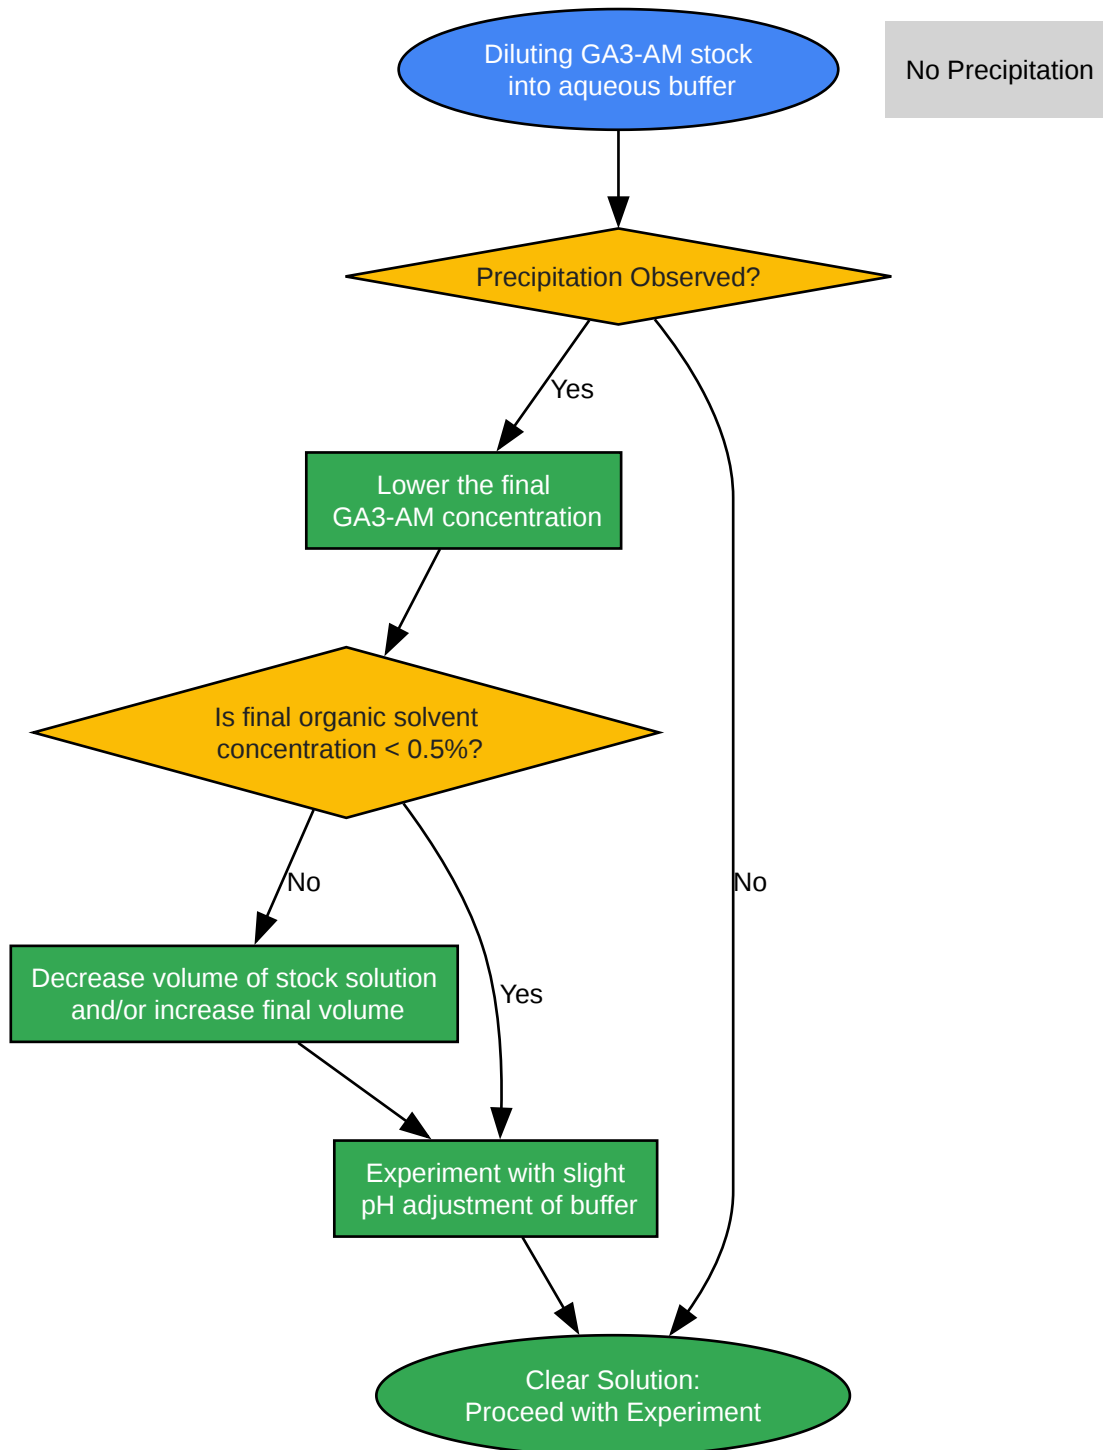 Diluting GA3-AM stock
into aqueous buffer
No Precipitation
Precipitation Observed?
Yes
Lower the final
GA3-AM concentration
Is final organic solvent
concentration < 0.5%?
No
No
Decrease volume of stock solution
and/or increase final volume
Yes
Experiment with slight
pH adjustment of buffer
Clear Solution:
Proceed with Experiment